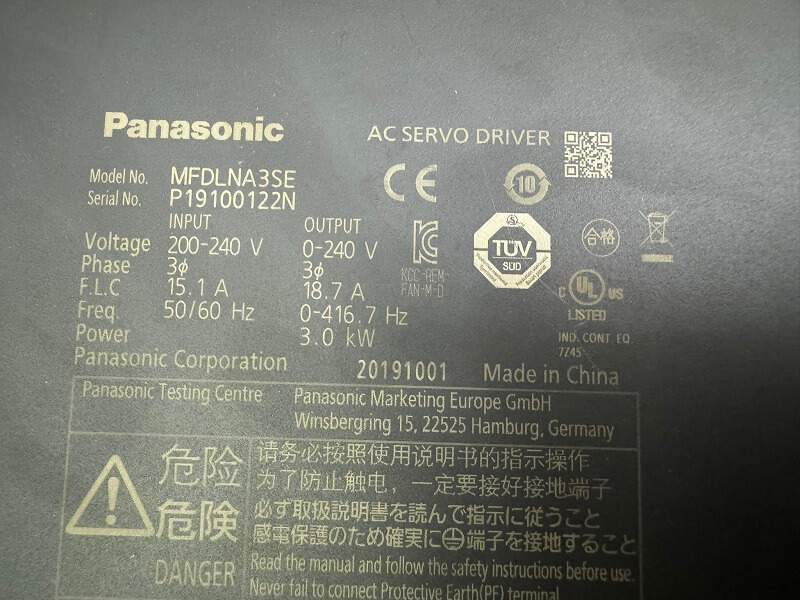 Panasonic
AC SERVO DRIVER
Model No. MFDLNA3SE
Serial No. P19100122N
CE
10
INPUT OUTPUT
Voltage 200-240 V 0-240 V
Phase 3ϕ 3ϕ
F.L.C 15.1 A 18.7 A
Freq. 50/60 Hz 0-416.7 Hz
Power 3.0 kW
KCC-REM-
FAN-M-D
TÜV
SÜD
合格
C UL US
LISTED
IND. CONT. EQ.
7Z45
Panasonic Corporation 20191001 Made in China
Panasonic Testing Centre
Panasonic Marketing Europe GmbH
Winsbergring 15, 22525 Hamburg, Germany
危险
危険
DANGER
请务必按照使用说明书的指示操作
为了防止触电，一定要接好接地端子
必ず取扱説明書を読んで指示に従うこと
感電保護のため確実に⏚端子を接地すること
Read the manual and follow the safety instructions before use.
Never fail to connect Protective Earth(PE) terminal